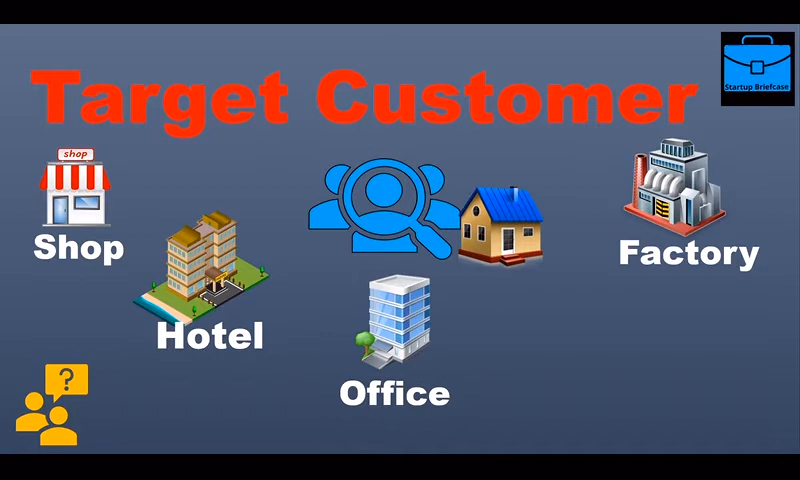 Target Customer
Startup Briefcase
shop
Shop
Hotel
Factory
Office
?